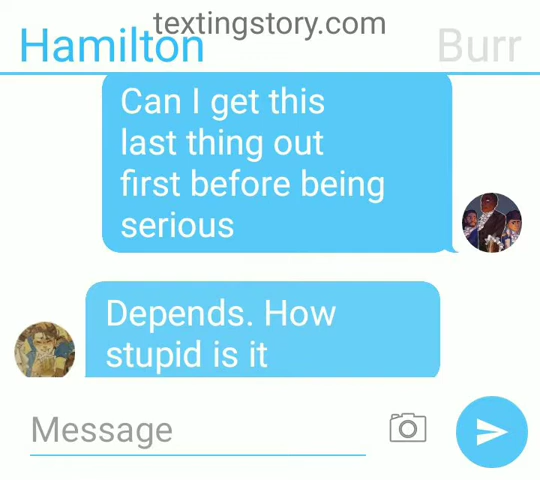 textingstory.com
Hamilton
Burr
Can I get this
last thing out
first before being
serious
Depends. How
stupid is it
Message